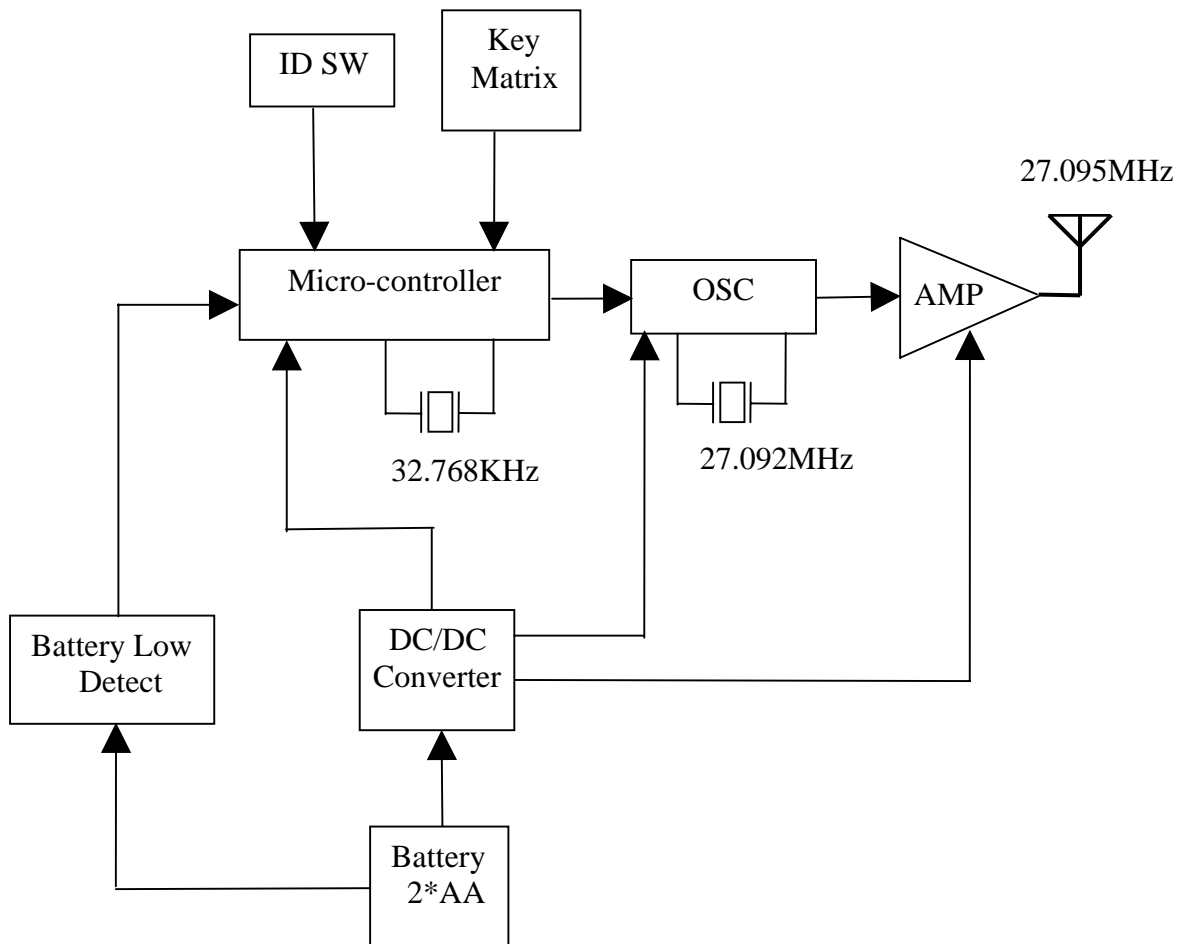 ID SW
Key
Matrix
27.095MHz
Micro-controller
OSC
AMP
32.768KHz
27.092MHz
Battery Low
Detect
DC/DC
Converter
Battery
2*AA